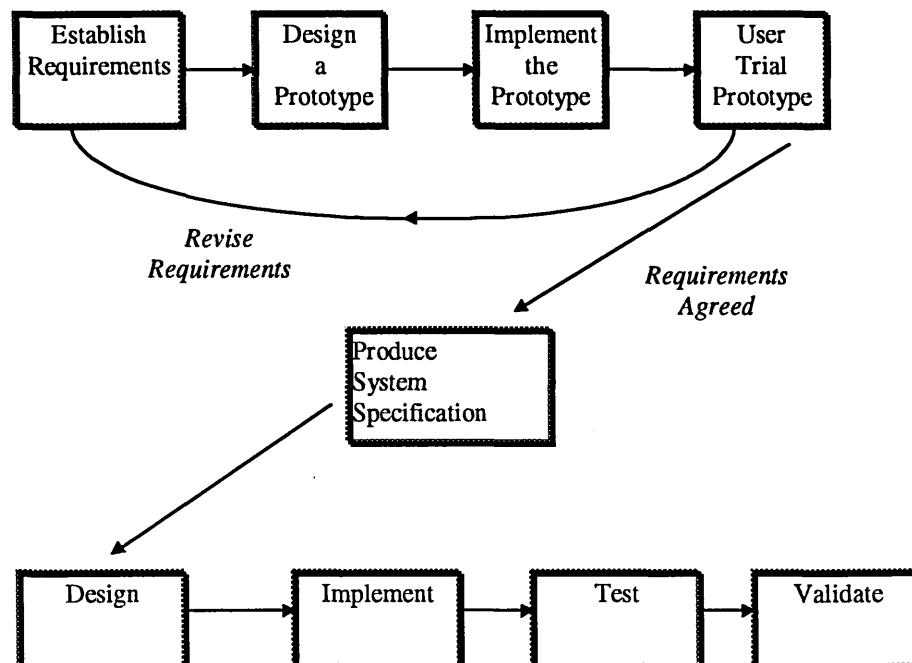 Establish
Requirements
Design
a
Prototype
Implement
the
Prototype
User
Trial
Prototype
Revise
Requirements
Requirements
Agreed
Produce
System
Specification
Design
Implement
Test
Validate